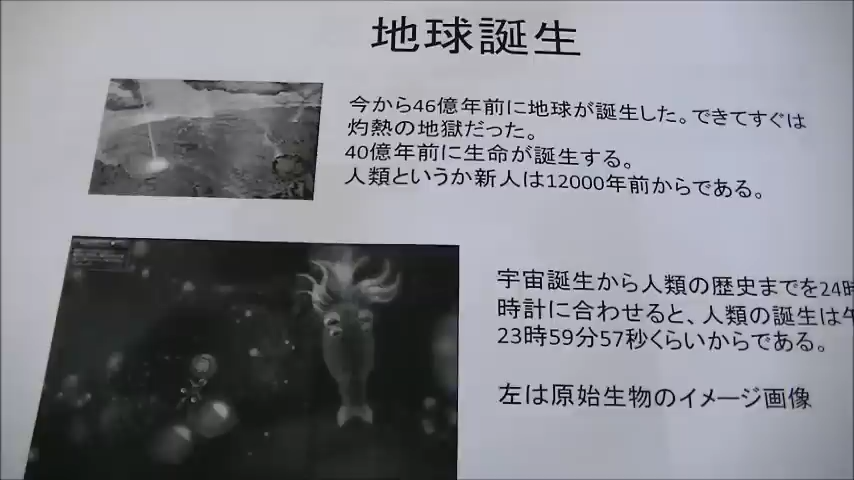 地球誕生
今から46億年前に地球が誕生した。できてすぐは
灼熱の地獄だった。
40億年前に生命が誕生する。
人類というか新人は12000年前からである。
宇宙誕生から人類の歴史までを24時
時計に合わせると、人類の誕生は午
23時59分57秒くらいからである。
左は原始生物のイメージ画像